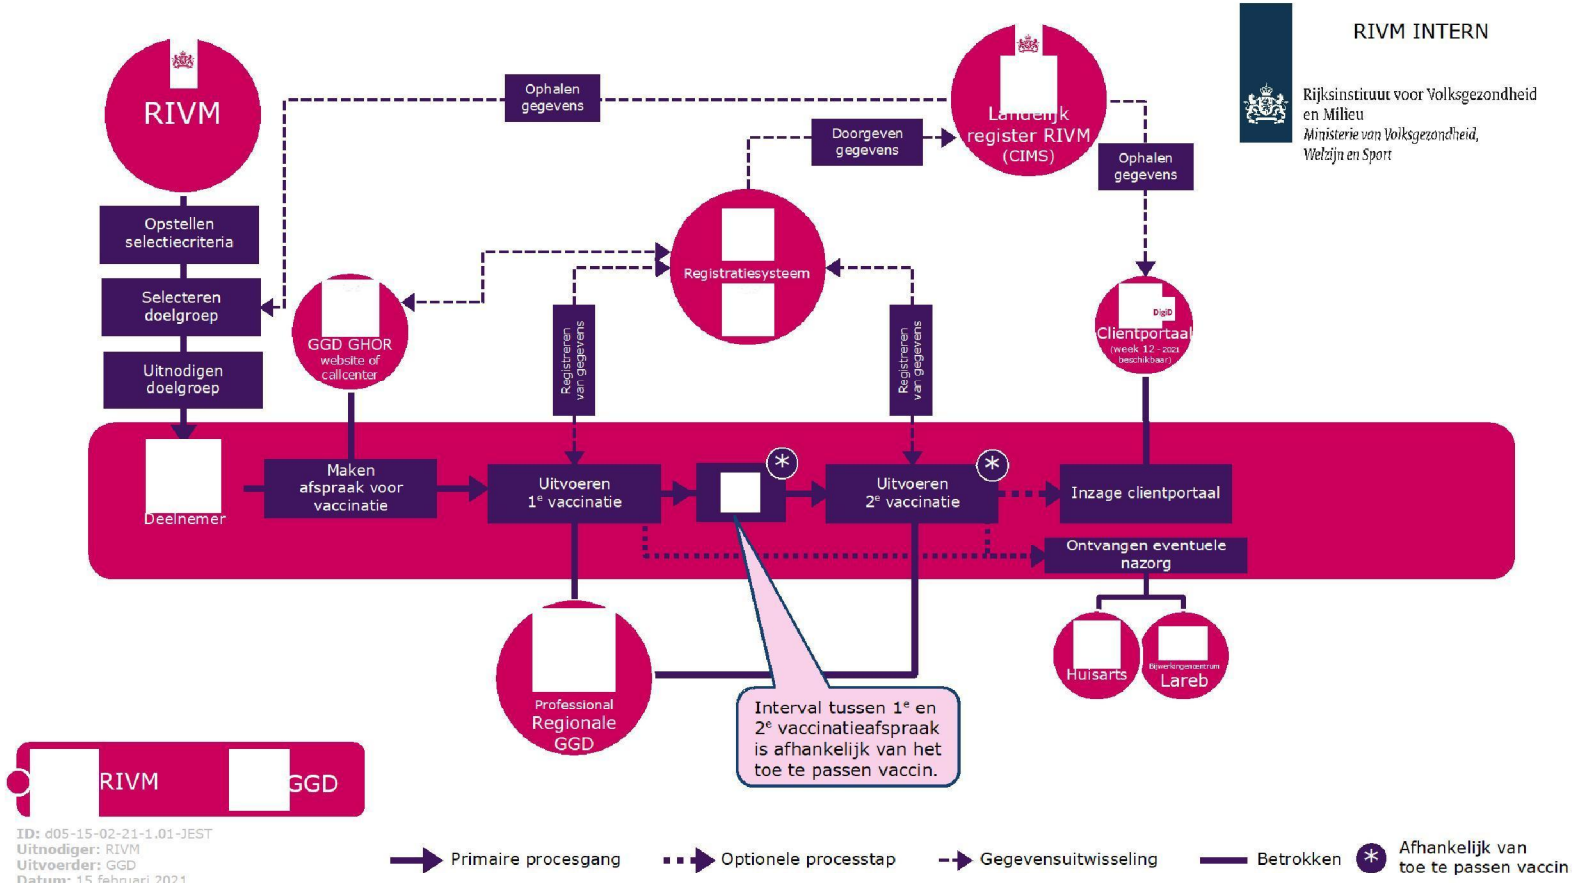 RIVM INTERN
Rijksinstituut voor Volksgezondheid
en Milieu
Ministerie van Volksgezondheid,
Welzijn en Sport
RIVM
Ophalen
gegevens
Landelijk
register RIVM
(CIMS)
Doorgeven
gegevens
Ophalen
gegevens
Opstellen
selectiecriteria
Selecteren
doelgroep
Uitnodigen
doelgroep
GGD GHOR
website of
callcenter
Registratiesysteem
Registreren
van gegevens
Registreren
van gegevens
DigiD
Clientportaal
(week 12 - 2021
beschikbaar)
Deelnemer
Maken
afspraak voor
vaccinatie
Uitvoeren
1e vaccinatie
*
Uitvoeren
2e vaccinatie
*
Inzage clientportaal
Ontvangen eventuele
nazorg
Professional
Regionale
GGD
Interval tussen 1e en
2e vaccinatieafspraak
is afhankelijk van het
toe te passen vaccin.
Huisarts
Bijwerkingencentrum
Lareb
RIVM
GGD
ID: d05-15-02-21-1.01-JEST
Uitnodiger: RIVM
Uitvoerder: GGD
Datum: 15 februari 2021
Primaire procesgang
Optionele processtap
Gegevensuitwisseling
Betrokken
*
Afhankelijk van
toe te passen vaccin